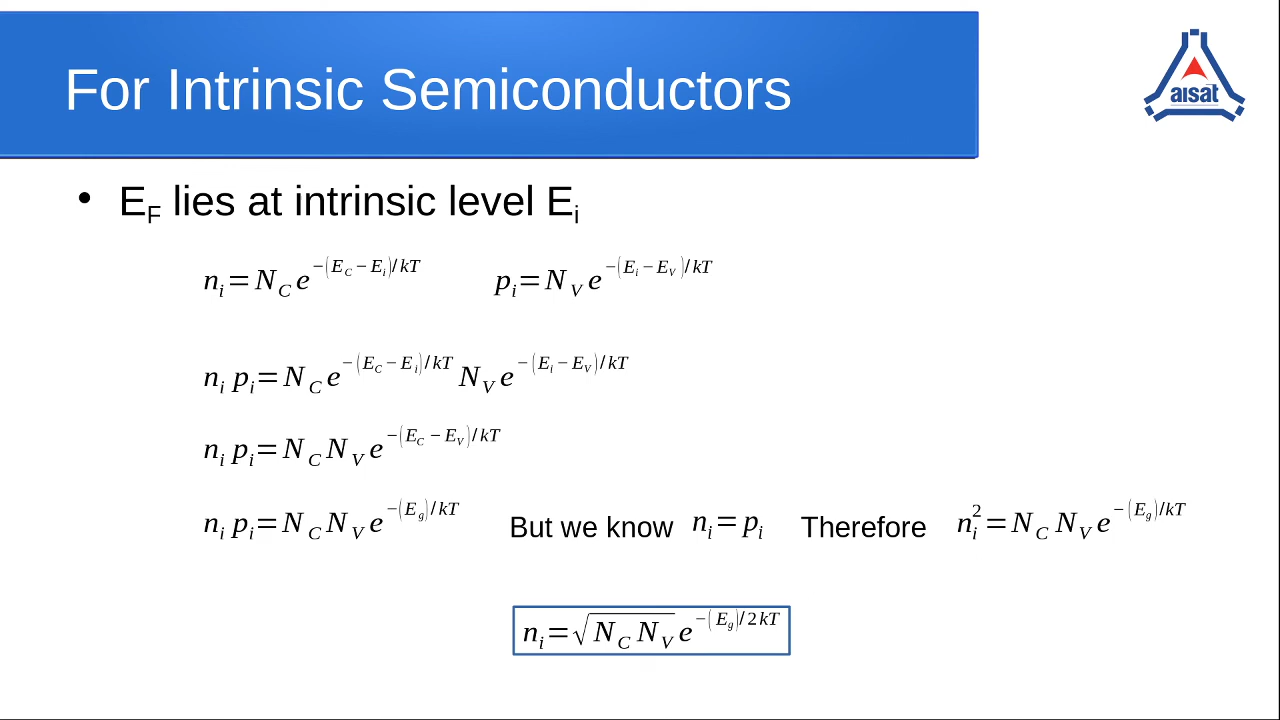 For Intrinsic Semiconductors
aısat
• E_F lies at intrinsic level E_i
n_i = N_C e^{-(E_C - E_i)/kT} p_i = N_V e^{-(E_i - E_V)/kT}
n_i p_i = N_C e^{-(E_C - E_i)/kT} N_V e^{-(E_i - E_V)/kT}
n_i p_i = N_C N_V e^{-(E_C - E_V)/kT}
n_i p_i = N_C N_V e^{-(E_g)/kT} But we know n_i = p_i Therefore n_i^2 = N_C N_V e^{-(E_g)/kT}
n_i = √(N_C N_V) e^{-(E_g)/2kT}